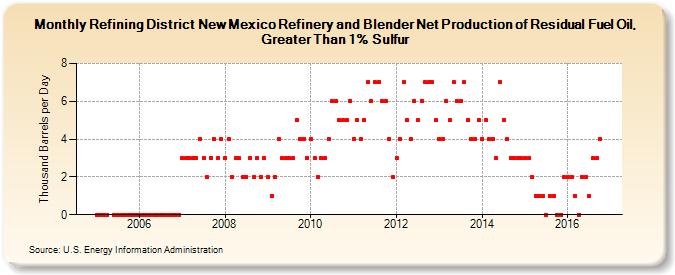 Monthly Refining District New Mexico Refinery and Blender Net Production of Residual Fuel Oil,
Greater Than 1% Sulfur
Thousand Barrels per Day
8
6
4
2
0
2006 2008 2010 2012 2014 2016
Source: U.S. Energy Information Administration